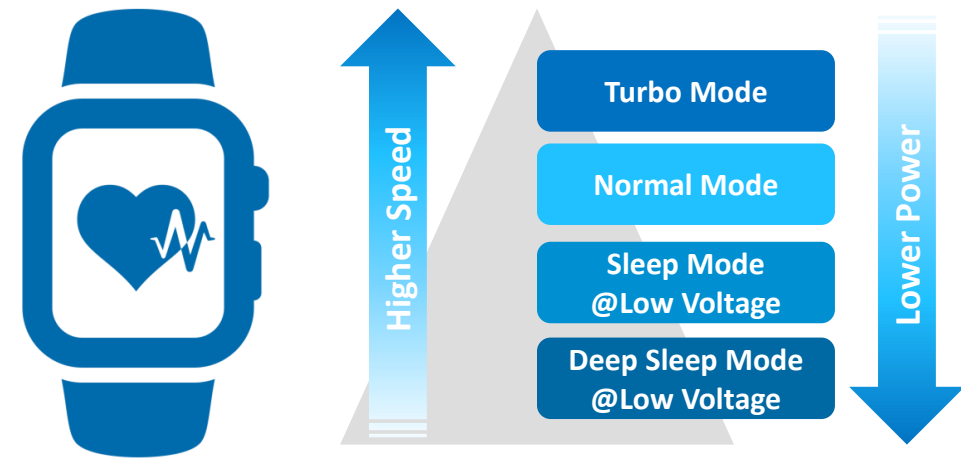 Higher Speed
Turbo Mode
Normal Mode
Sleep Mode
@Low Voltage
Deep Sleep Mode
@Low Voltage
Lower Power